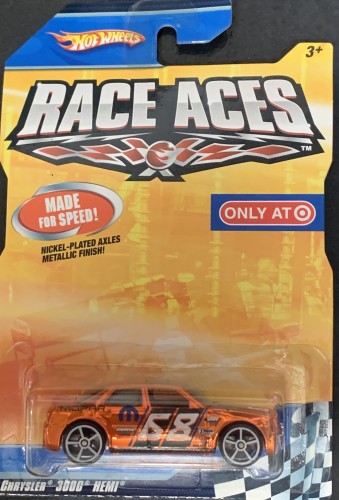 HOT WHEELS
3+
RACE ACES
TM
MADE
FOR SPEED!
ONLY AT
NICKEL-PLATED AXLES
METALLIC FINISH!
MOPAR
68
CHRYSLER® 300C HEMI®